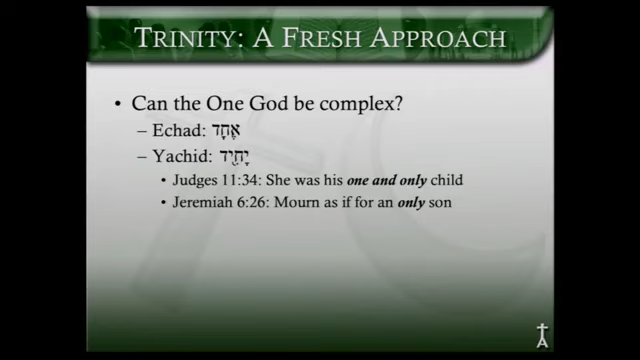 TRINITY: A FRESH APPROACH
• Can the One God be complex?
– Echad: אֶחָד
– Yachid: יָחִיד
• Judges 11:34: She was his one and only child
• Jeremiah 6:26: Mourn as if for an only son